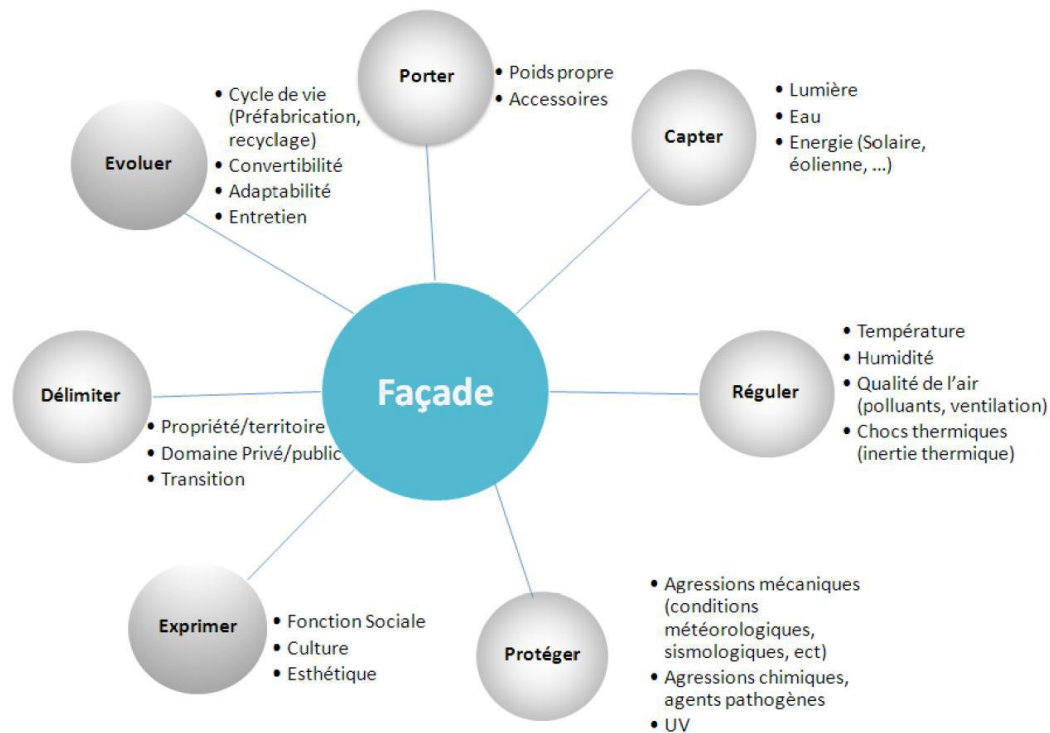 Porter
• Poids propre
• Accessoires
Capter
• Lumière
• Eau
• Energie (Solaire,
éolienne, ...)
Réguler
• Température
• Humidité
• Qualité de l'air
(polluants, ventilation)
• Chocs thermiques
(inertie thermique)
Protéger
• Agressions mécaniques
(conditions
météorologiques,
sismologiques, ect)
• Agressions chimiques,
agents pathogènes
• UV
Exprimer
• Fonction Sociale
• Culture
• Esthétique
Délimiter
• Propriété/territoire
• Domaine Privé/public
• Transition
Evoluer
• Cycle de vie
(Préfabrication,
recyclage)
• Convertibilité
• Adaptabilité
• Entretien
Façade